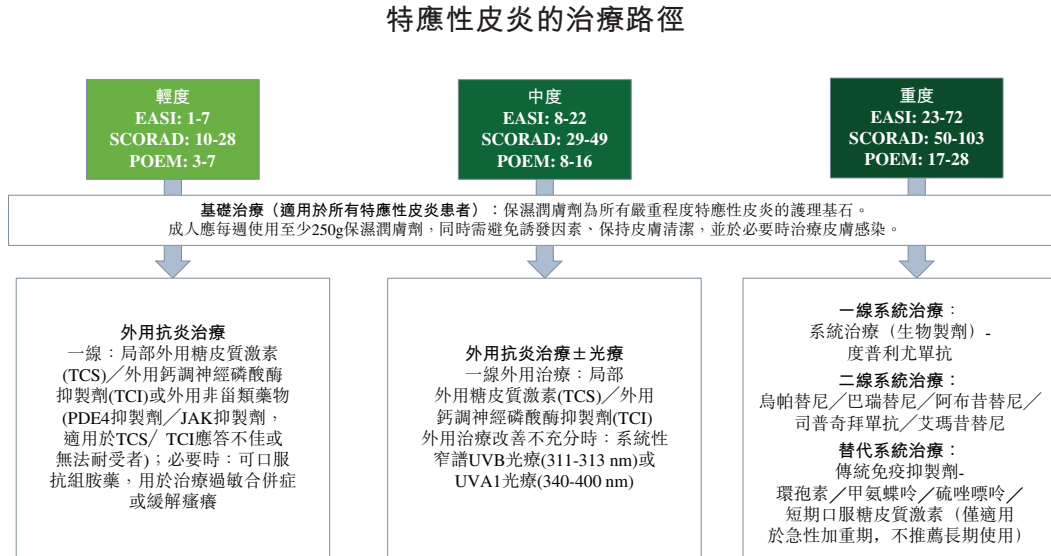 特應性皮炎的治療路徑
輕度
EASI: 1-7
SCORAD: 10-28
POEM: 3-7
中度
EASI: 8-22
SCORAD: 29-49
POEM: 8-16
重度
EASI: 23-72
SCORAD: 50-103
POEM: 17-28
基礎治療（適用於所有特應性皮炎患者）：保濕潤膚劑為所有嚴重程度特應性皮炎的護理基石。
成人應每週使用至少250g保濕潤膚劑，同時需避免誘發因素、保持皮膚清潔，並於必要時治療皮膚感染。
外用抗炎治療
一線：局部外用糖皮質激素
(TCS)／外用鈣調神經磷酸酶
抑製劑(TCI)或外用非甾類藥物
(PDE4抑製劑／JAK抑製劑，
適用於TCS/ TCI應答不佳或
無法耐受者)；必要時：可口服
抗組胺藥，用於治療過敏合併症
或緩解瘙癢
外用抗炎治療±光療
一線外用治療：局部
外用糖皮質激素(TCS)／外用
鈣調神經磷酸酶抑製劑(TCI)
外用治療改善不充分時：系統性
窄譜UVB光療(311-313 nm)或
UVA1光療(340-400 nm)
一線系統治療：
系統治療（生物製劑）-
度普利尤單抗
二線系統治療：
烏帕替尼／巴瑞替尼／阿布昔替尼／
司普奇拜單抗／艾瑪昔替尼
替代系統治療：
傳統免疫抑製劑-
環孢素／甲氨蝶呤／硫唑嘌呤／
短期口服糖皮質激素（僅適用
於急性加重期，不推薦長期使用）